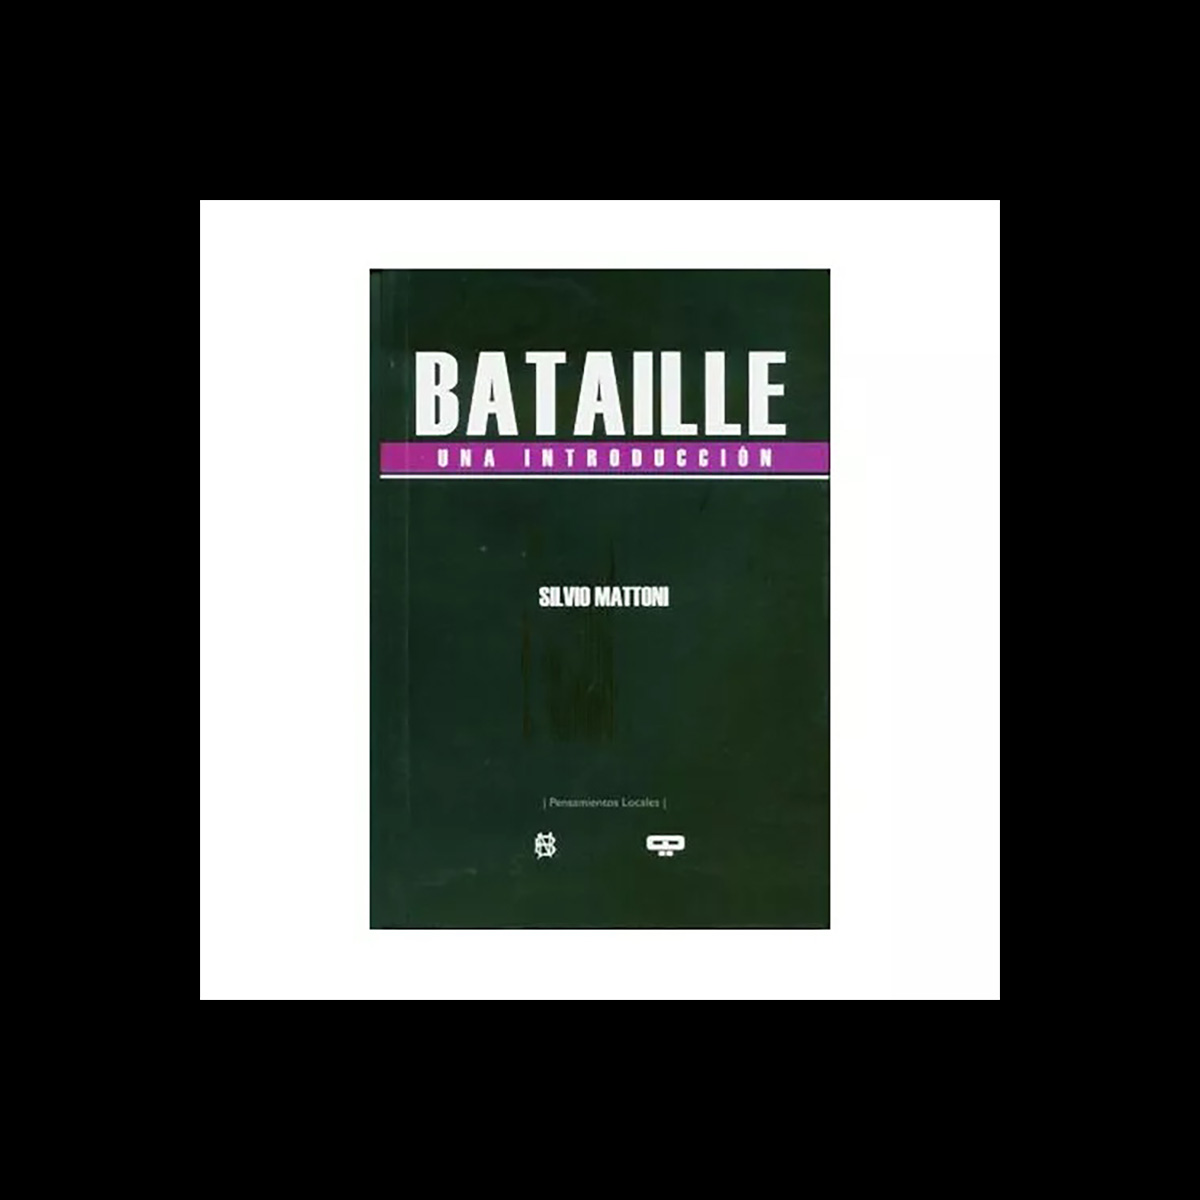 BATAILLE
UNA INTRODUCCIÓN
SILVIO MATTONI
| Pensamientos Locales |